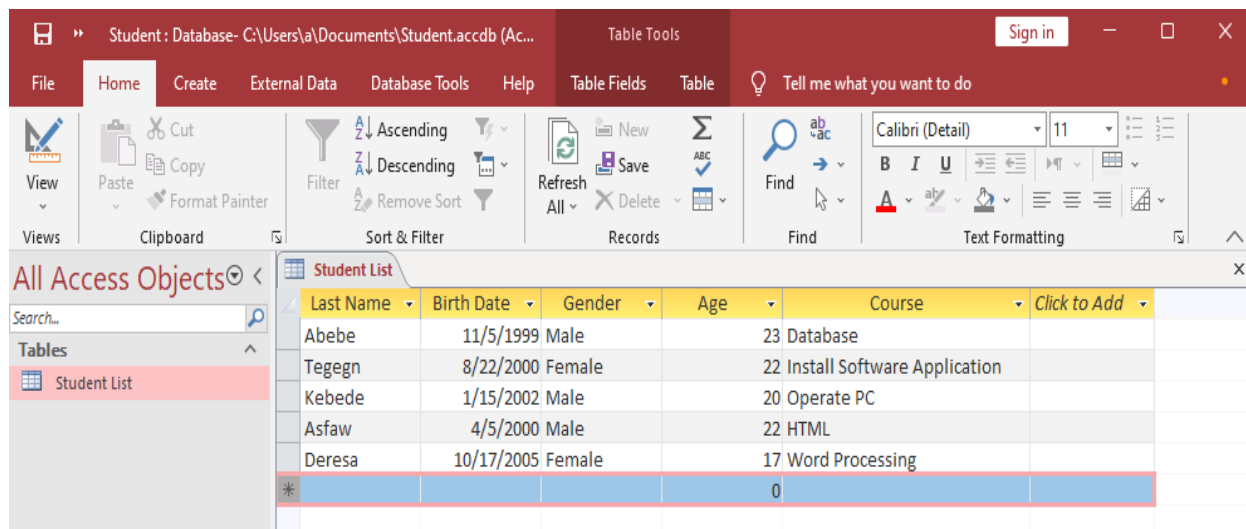 Student : Database- C:\Users\a\Documents\Student.accdb (Ac... Table Tools Sign in
File Home Create External Data Database Tools Help Table Fields Table Tell me what you want to do
View
Paste
Cut
Copy
Format Painter
Filter
Ascending
Descending
Remove Sort
Refresh All
New
Save
Delete
Find
Calibri (Detail) 11
B I U
Views Clipboard Sort & Filter Records Find Text Formatting
All Access Objects
Search...
Tables
Student List
Student List
Last Name Birth Date Gender Age Course Click to Add
Abebe 11/5/1999 Male 23 Database
Tegegn 8/22/2000 Female 22 Install Software Application
Kebede 1/15/2002 Male 20 Operate PC
Asfaw 4/5/2000 Male 22 HTML
Deresa 10/17/2005 Female 17 Word Processing
* 0